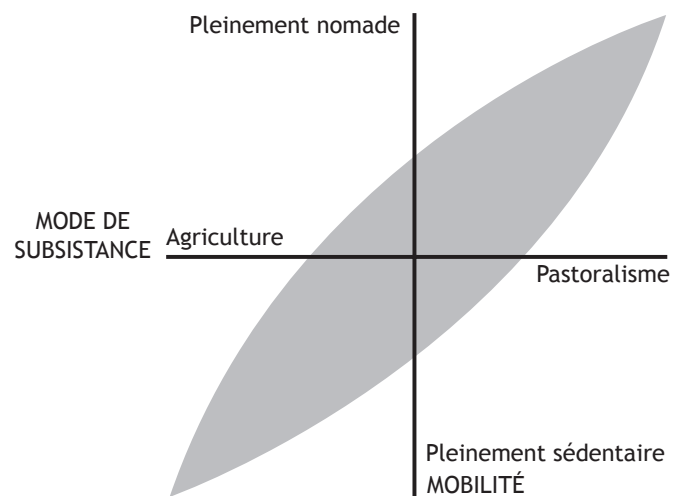 Pleinement nomade
MODE DE
SUBSISTANCE
Agriculture
Pastoralisme
Pleinement sédentaire
MOBILITÉ